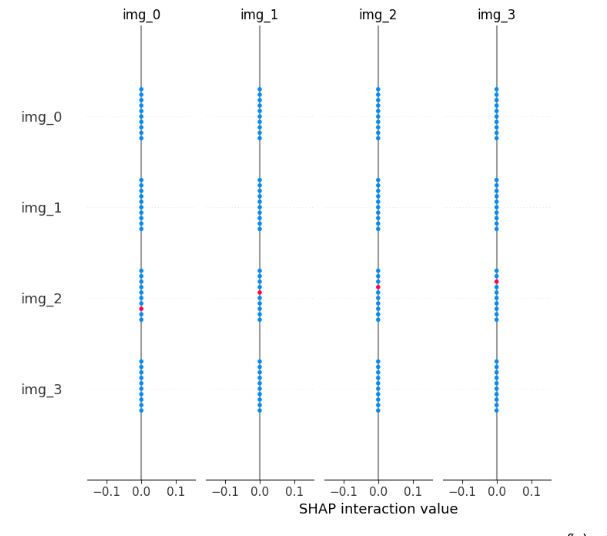 img_0 img_1 img_2 img_3
img_0
img_1
img_2
img_3
−0.1 0.0 0.1 −0.1 0.0 0.1 −0.1 0.0 0.1 −0.1 0.0 0.1
SHAP interaction value